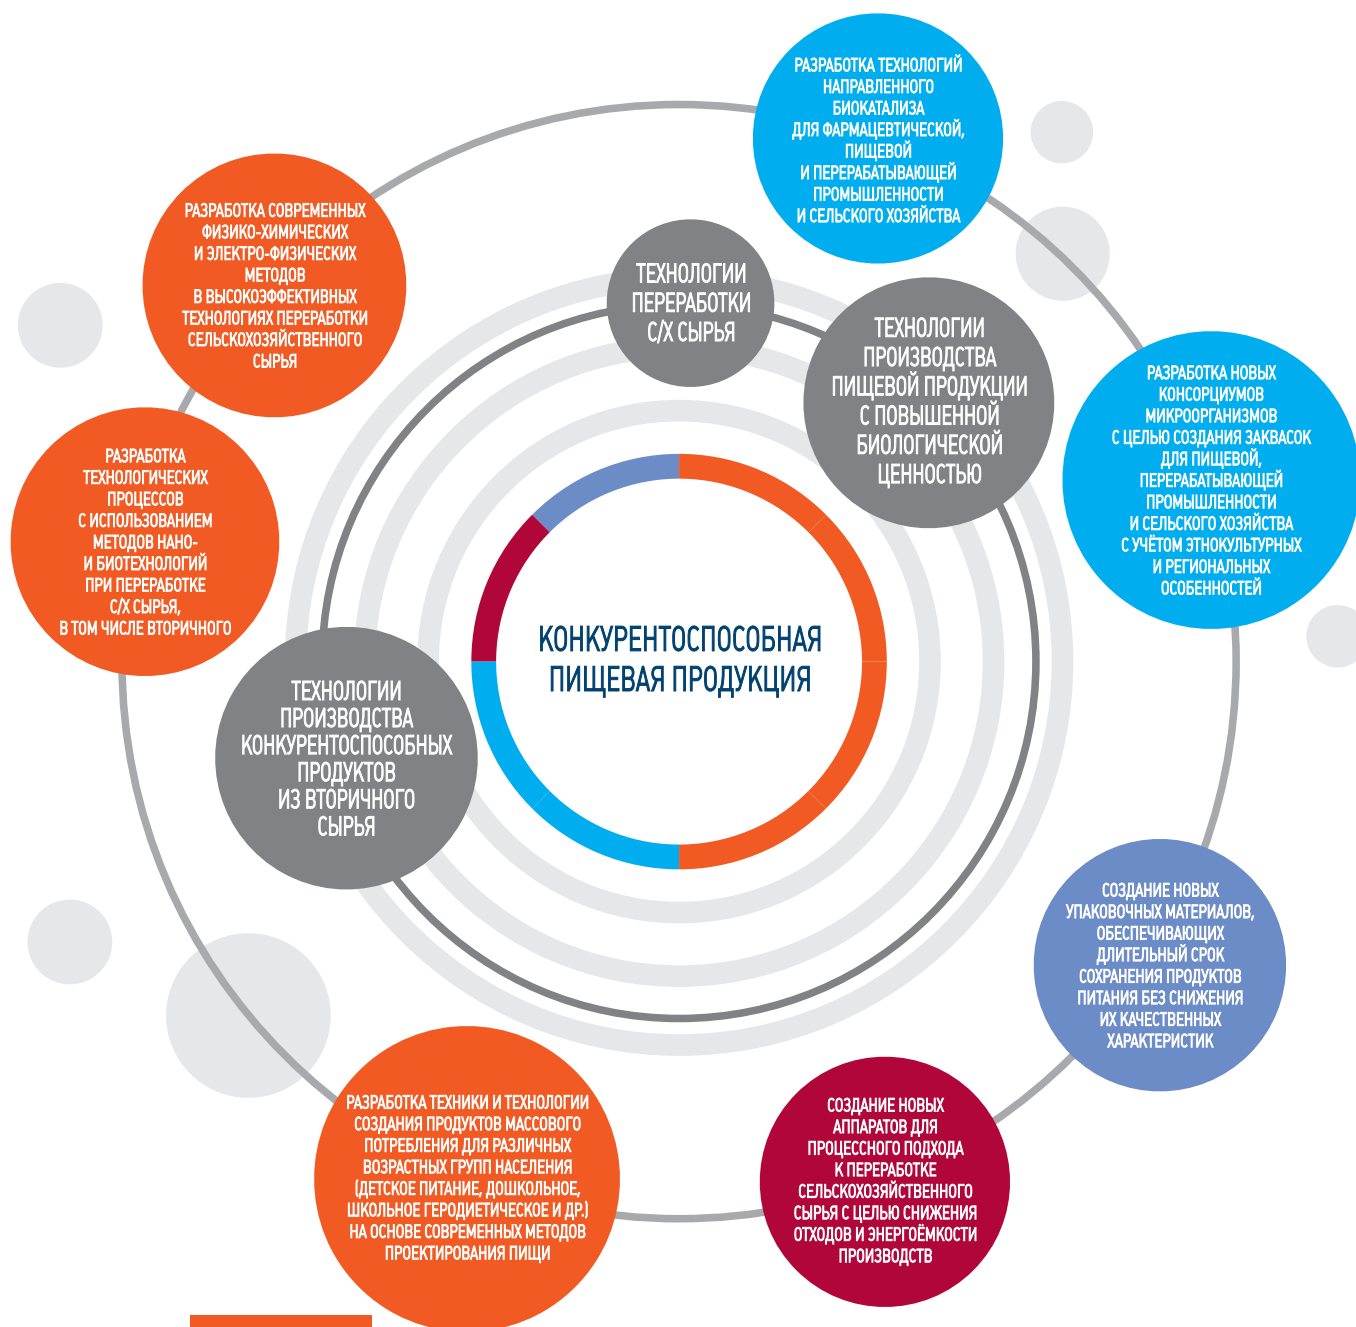 РАЗРАБОТКА ТЕХНОЛОГИЙ
НАПРАВЛЕННОГО
БИОКАТАЛИЗА
ДЛЯ ФАРМАЦЕВТИЧЕСКОЙ,
ПИЩЕВОЙ
И ПЕРЕРАБАТЫВАЮЩЕЙ
ПРОМЫШЛЕННОСТИ
И СЕЛЬСКОГО ХОЗЯЙСТВА
РАЗРАБОТКА СОВРЕМЕННЫХ
ФИЗИКО-ХИМИЧЕСКИХ
И ЭЛЕКТРО-ФИЗИЧЕСКИХ
МЕТОДОВ
В ВЫСОКОЭФФЕКТИВНЫХ
ТЕХНОЛОГИЯХ ПЕРЕРАБОТКИ
СЕЛЬСКОХОЗЯЙСТВЕННОГО
СЫРЬЯ
ТЕХНОЛОГИИ
ПЕРЕРАБОТКИ
С/Х СЫРЬЯ
ТЕХНОЛОГИИ
ПРОИЗВОДСТВА
ПИЩЕВОЙ ПРОДУКЦИИ
С ПОВЫШЕННОЙ
БИОЛОГИЧЕСКОЙ
ЦЕННОСТЬЮ
РАЗРАБОТКА НОВЫХ
КОНСОРЦИУМОВ
МИКРООРГАНИЗМОВ
С ЦЕЛЬЮ СОЗДАНИЯ ЗАКВАСОК
ДЛЯ ПИЩЕВОЙ,
ПЕРЕРАБАТЫВАЮЩЕЙ
ПРОМЫШЛЕННОСТИ
И СЕЛЬСКОГО ХОЗЯЙСТВА
С УЧЁТОМ ЭТНОКУЛЬТУРНЫХ
И РЕГИОНАЛЬНЫХ
ОСОБЕННОСТЕЙ
РАЗРАБОТКА
ТЕХНОЛОГИЧЕСКИХ
ПРОЦЕССОВ
С ИСПОЛЬЗОВАНИЕМ
МЕТОДОВ НАНО-
И БИОТЕХНОЛОГИЙ
ПРИ ПЕРЕРАБОТКЕ
С/Х СЫРЬЯ,
В ТОМ ЧИСЛЕ ВТОРИЧНОГО
КОНКУРЕНТОСПОСОБНАЯ
ПИЩЕВАЯ ПРОДУКЦИЯ
ТЕХНОЛОГИИ
ПРОИЗВОДСТВА
КОНКУРЕНТОСПОСОБНЫХ
ПРОДУКТОВ
ИЗ ВТОРИЧНОГО
СЫРЬЯ
СОЗДАНИЕ НОВЫХ
УПАКОВОЧНЫХ МАТЕРИАЛОВ,
ОБЕСПЕЧИВАЮЩИХ
ДЛИТЕЛЬНЫЙ СРОК
СОХРАНЕНИЯ ПРОДУКТОВ
ПИТАНИЯ БЕЗ СНИЖЕНИЯ
ИХ КАЧЕСТВЕННЫХ
ХАРАКТЕРИСТИК
РАЗРАБОТКА ТЕХНИКИ И ТЕХНОЛОГИИ
СОЗДАНИЯ ПРОДУКТОВ МАССОВОГО
ПОТРЕБЛЕНИЯ ДЛЯ РАЗЛИЧНЫХ
ВОЗРАСТНЫХ ГРУПП НАСЕЛЕНИЯ
(ДЕТСКОЕ ПИТАНИЕ, ДОШКОЛЬНОЕ,
ШКОЛЬНОЕ ГЕРОДИЕТИЧЕСКОЕ И ДР.)
НА ОСНОВЕ СОВРЕМЕННЫХ МЕТОДОВ
ПРОЕКТИРОВАНИЯ ПИЩИ
СОЗДАНИЕ НОВЫХ
АППАРАТОВ ДЛЯ
ПРОЦЕССНОГО ПОДХОДА
К ПЕРЕРАБОТКЕ
СЕЛЬСКОХОЗЯЙСТВЕННОГО
СЫРЬЯ С ЦЕЛЬЮ СНИЖЕНИЯ
ОТХОДОВ И ЭНЕРГОЁМКОСТИ
ПРОИЗВОДСТВ